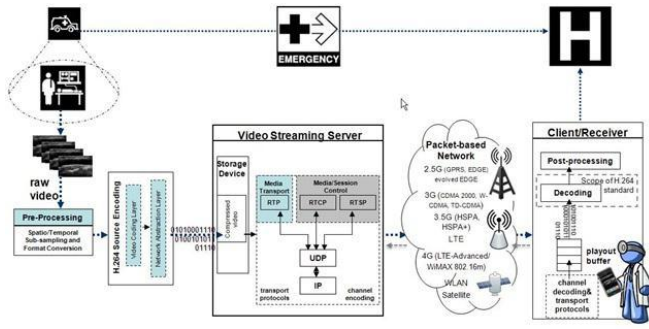 EMERGENCY
H
raw
video
Pre-Processing
Spatio/Temporal
Sub-sampling and
Format Conversion
H.264 Source Encoding
Video Coding Layer
Network Abstraction Layer
01010001110
01001010101
01110
Video Streaming Server
Storage
Device
Compressed
video
Media
Transport
RTP
Media/Session
Control
RTCP
RTSP
UDP
IP
transport
protocols
channel
encoding
Packet-based
Network
2.5G (GPRS, EDGE)
evolved EDGE
3G (CDMA 2000, W-
CDMA, TD-CDMA)
3.5G (HSPA,
HSPA+)
LTE
4G (LTE-Advanced/
WiMAX 802.16m)
WLAN
Satellite
Client/Receiver
Post-processing
Scope of H.264
standard
Decoding
01110
playout
buffer
channel
decoding&
transport
protocols